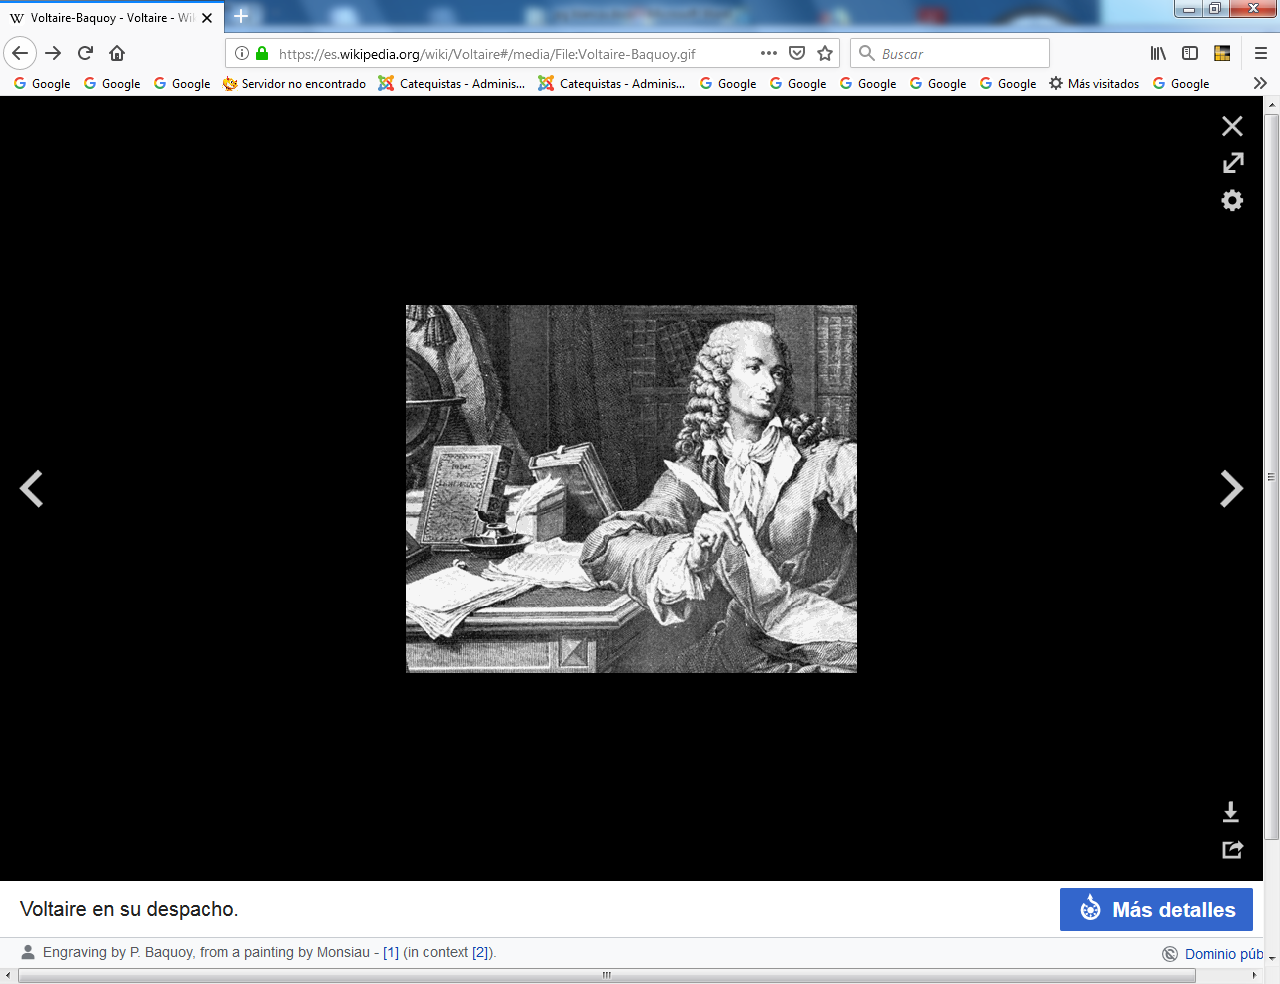 Voltaire-Baquoy - Voltaire - Wi
https://es.wikipedia.org/wiki/Voltaire#/media/File:Voltaire-Baquoy.gif
Buscar
Google Google Google Servidor no encontrado Catequistas - Adminis... Catequistas - Adminis... Google Google Google Google Google Más visitados Google
Voltaire en su despacho.
Más detalles
Engraving by P. Baquoy, from a painting by Monsiau - [1] (in context [2]).
Dominio púb